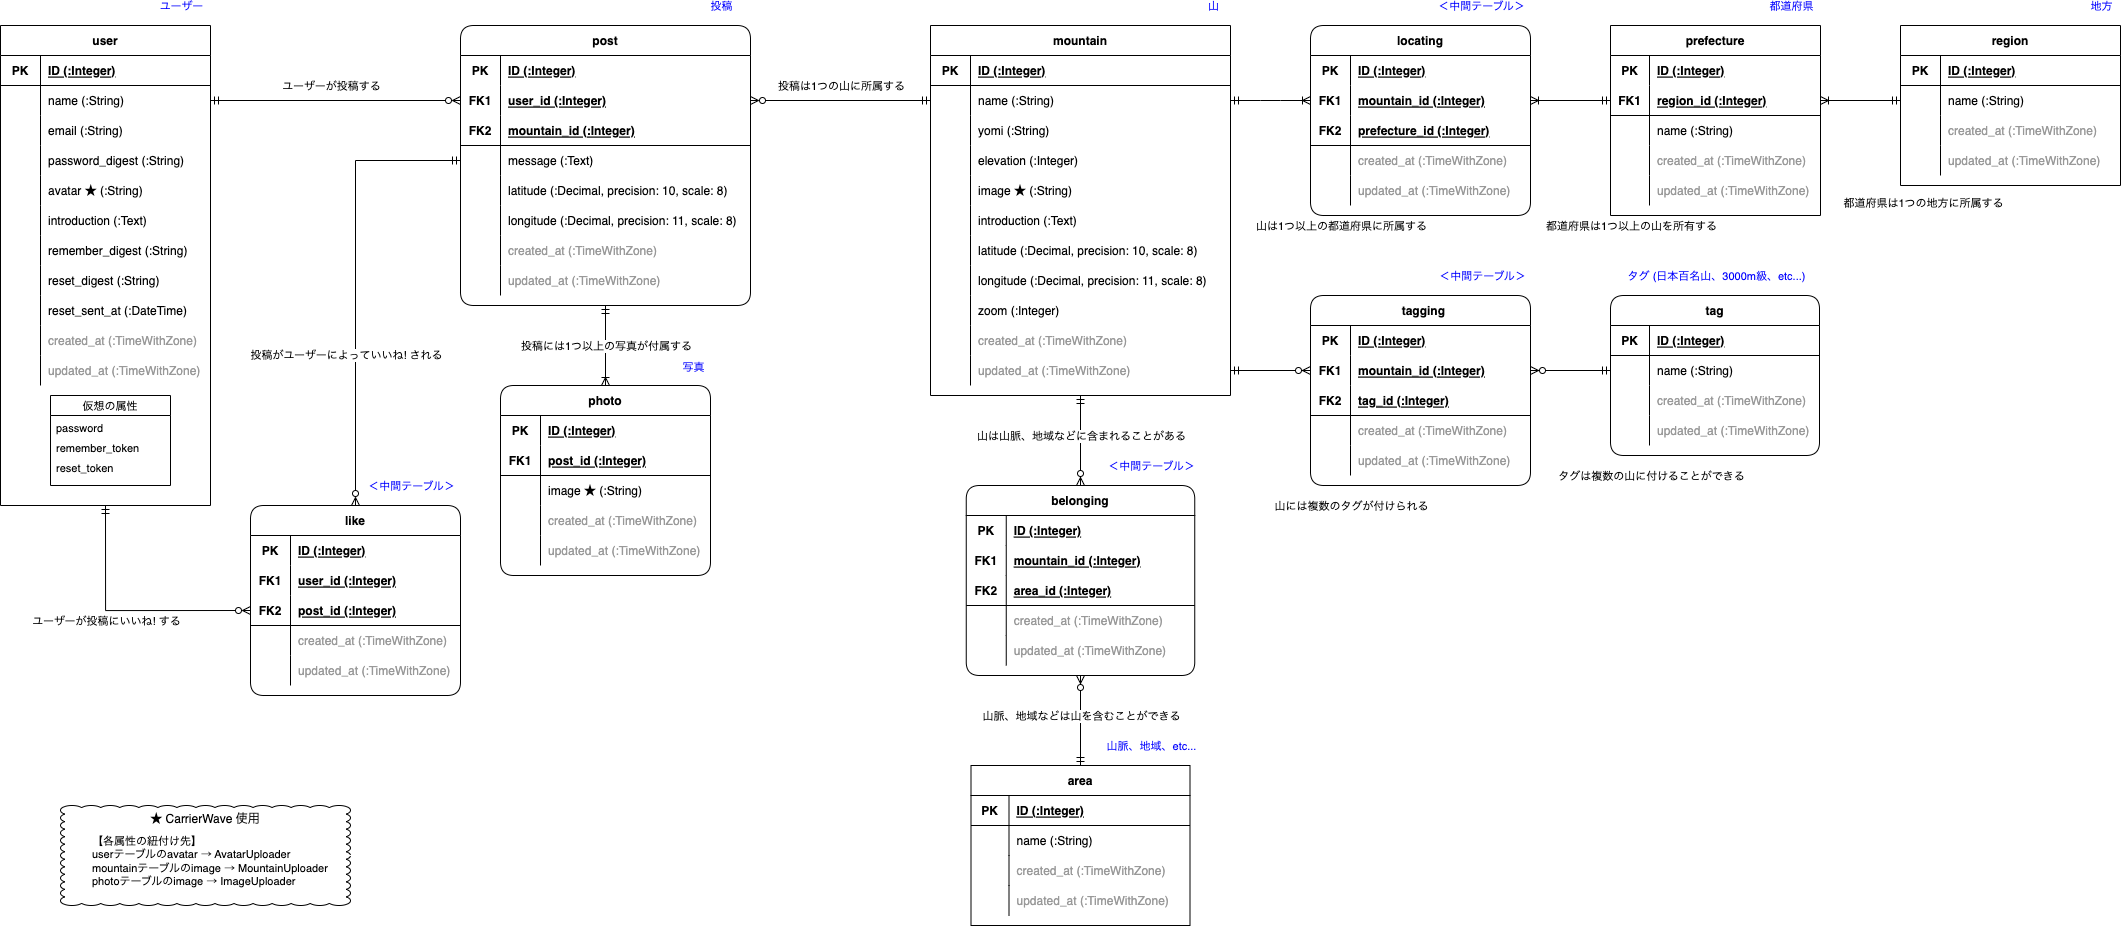 ユーザー
user
PK
ID (:Integer)
name (:String)
email (:String)
password_digest (:String)
avatar ★ (:String)
introduction (:Text)
remember_digest (:String)
reset_digest (:String)
reset_sent_at (:DateTime)
created_at (:TimeWithZone)
updated_at (:TimeWithZone)
仮想の属性
password
remember_token
reset_token
ユーザーが投稿する
投稿
post
PK
ID (:Integer)
FK1
user_id (:Integer)
FK2
mountain_id (:Integer)
message (:Text)
latitude (:Decimal, precision: 10, scale: 8)
longitude (:Decimal, precision: 11, scale: 8)
created_at (:TimeWithZone)
updated_at (:TimeWithZone)
投稿がユーザーによっていいね! される
投稿には1つ以上の写真が付属する
写真
photo
PK
ID (:Integer)
FK1
post_id (:Integer)
image ★ (:String)
created_at (:TimeWithZone)
updated_at (:TimeWithZone)
＜中間テーブル＞
like
PK
ID (:Integer)
FK1
user_id (:Integer)
FK2
post_id (:Integer)
created_at (:TimeWithZone)
updated_at (:TimeWithZone)
ユーザーが投稿にいいね! する
投稿は1つの山に所属する
山
mountain
PK
ID (:Integer)
name (:String)
yomi (:String)
elevation (:Integer)
image ★ (:String)
introduction (:Text)
latitude (:Decimal, precision: 10, scale: 8)
longitude (:Decimal, precision: 11, scale: 8)
zoom (:Integer)
created_at (:TimeWithZone)
updated_at (:TimeWithZone)
＜中間テーブル＞
locating
PK
ID (:Integer)
FK1
mountain_id (:Integer)
FK2
prefecture_id (:Integer)
created_at (:TimeWithZone)
updated_at (:TimeWithZone)
山は1つ以上の都道府県に所属する
都道府県
prefecture
PK
ID (:Integer)
FK1
region_id (:Integer)
name (:String)
created_at (:TimeWithZone)
updated_at (:TimeWithZone)
都道府県は1つ以上の山を所有する
地方
region
PK
ID (:Integer)
name (:String)
created_at (:TimeWithZone)
updated_at (:TimeWithZone)
都道府県は1つの地方に所属する
＜中間テーブル＞
tagging
PK
ID (:Integer)
FK1
mountain_id (:Integer)
FK2
tag_id (:Integer)
created_at (:TimeWithZone)
updated_at (:TimeWithZone)
山には複数のタグが付けられる
タグ (日本百名山、3000m級、etc...)
tag
PK
ID (:Integer)
name (:String)
created_at (:TimeWithZone)
updated_at (:TimeWithZone)
タグは複数の山に付けることができる
山は山脈、地域などに含まれることがある
＜中間テーブル＞
belonging
PK
ID (:Integer)
FK1
mountain_id (:Integer)
FK2
area_id (:Integer)
created_at (:TimeWithZone)
updated_at (:TimeWithZone)
山脈、地域などは山を含むことができる
山脈、地域、etc...
area
PK
ID (:Integer)
name (:String)
created_at (:TimeWithZone)
updated_at (:TimeWithZone)
★ CarrierWave 使用
【各属性の紐付け先】
userテーブルのavatar → AvatarUploader
mountainテーブルのimage → MountainUploader
photoテーブルのimage → ImageUploader